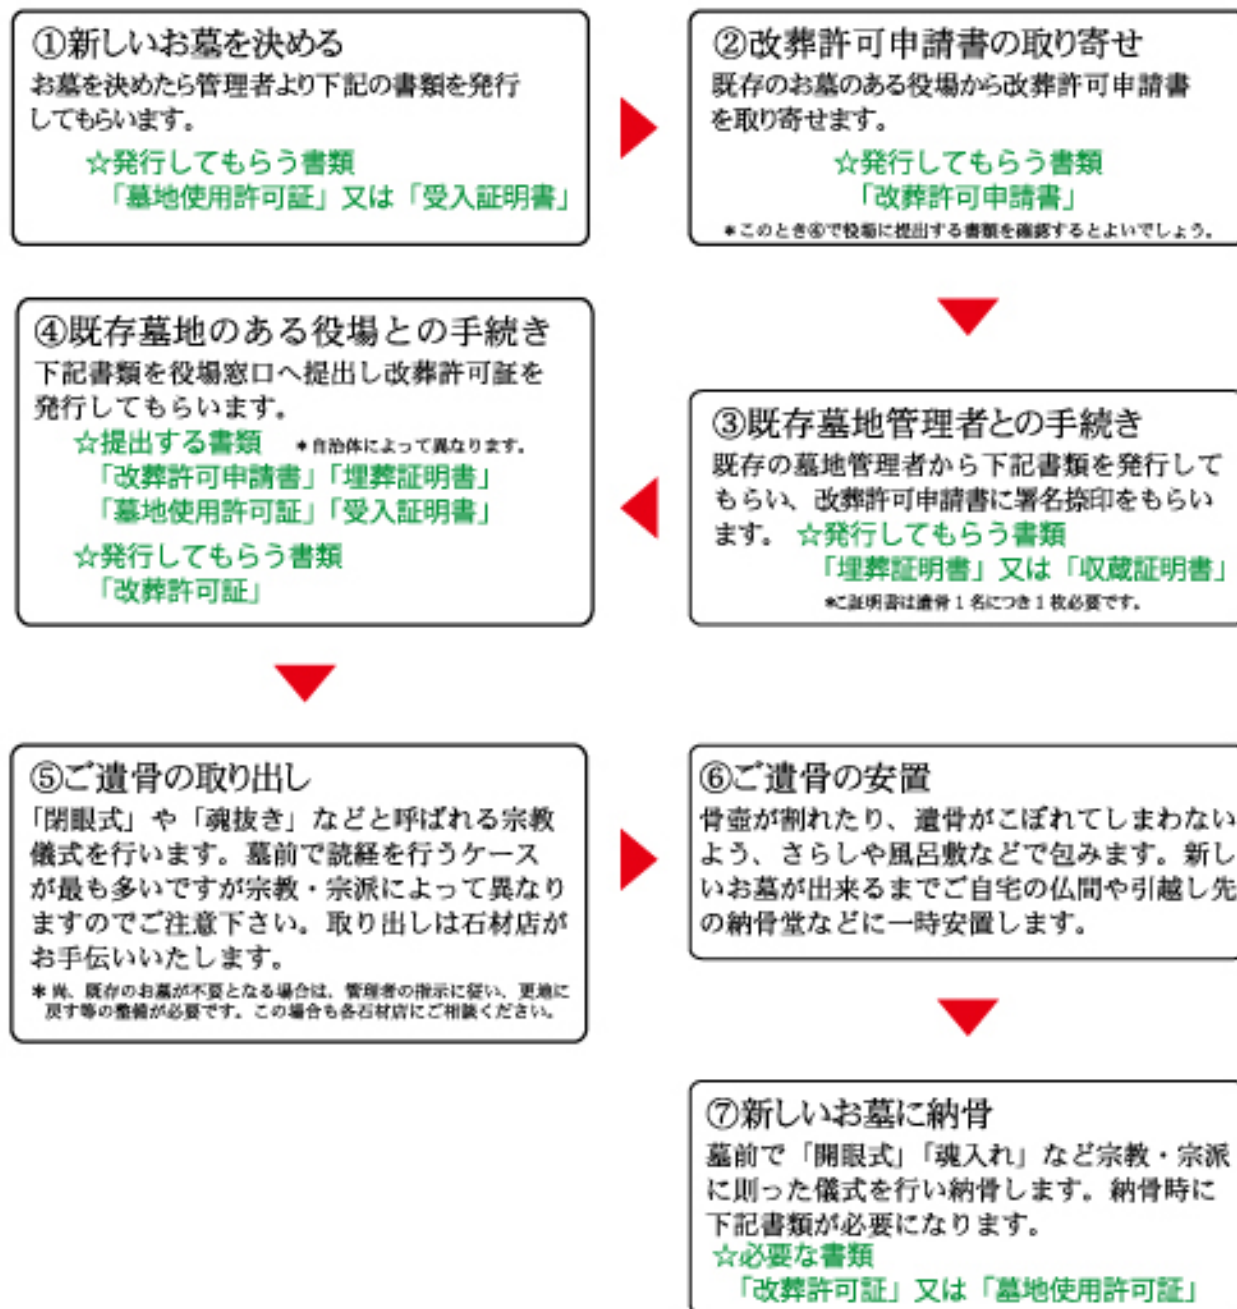 ①新しいお墓を決める
お墓を決めたら管理者より下記の書類を発行
してもらいます。
☆発行してもらう書類
「墓地使用許可証」又は「受入証明書」
②改葬許可申請書の取り寄せ
既存のお墓のある役場から改葬許可申請書
を取り寄せます。
☆発行してもらう書類
「改葬許可申請書」
*このとき④で役場に提出する書類を確認するとよいでしょう。
③既存墓地管理者との手続き
既存の墓地管理者から下記書類を発行して
もらい、改葬許可申請書に署名捺印をもらい
ます。 ☆発行してもらう書類
「埋葬証明書」又は「収蔵証明書」
*ご証明書は遺骨1名につき1枚必要です。
④既存墓地のある役場との手続き
下記書類を役場窓口へ提出し改葬許可証を
発行してもらいます。
☆提出する書類 *自治体によって異なります。
「改葬許可申請書」「埋葬証明書」
「墓地使用許可証」「受入証明書」
☆発行してもらう書類
「改葬許可証」
⑤ご遺骨の取り出し
「閉眼式」や「魂抜き」などと呼ばれる宗教
儀式を行います。墓前で読経を行うケース
が最も多いですが宗教・宗派によって異なり
ますのでご注意下さい。取り出しは石材店が
お手伝いいたします。
*尚、既存のお墓が不要となる場合は、管理者の指示に従い、更地に
戻す等の整備が必要です。この場合も各石材店にご相談ください。
⑥ご遺骨の安置
骨壺が割れたり、遺骨がこぼれてしまわない
よう、さらしや風呂敷などで包みます。新し
いお墓が出来るまでご自宅の仏間や引越し先
の納骨堂などに一時安置します。
⑦新しいお墓に納骨
墓前で「開眼式」「魂入れ」など宗教・宗派
に則った儀式を行い納骨します。納骨時に
下記書類が必要になります。
☆必要な書類
「改葬許可証」又は「墓地使用許可証」